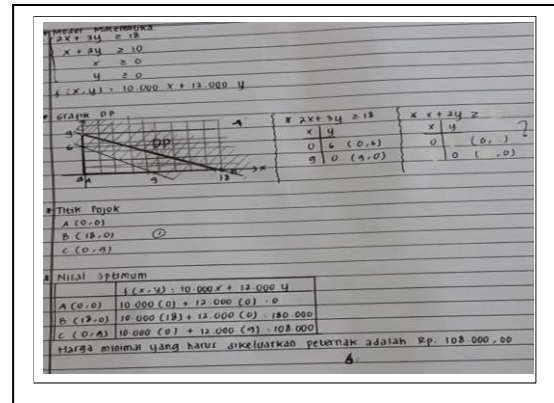 Model Matematika
2x + 3y ≥ 18
x + 2y ≥ 10
x ≥ 0
y ≥ 0
f(x,y) = 10.000 x + 12.000 y
* Grafik DP
9
6
DP
9
18
x
* 2x + 3y ≥ 18
x | y
0 | 6 (0,6)
9 | 0 (9,0)
* x + 2y ≥
x | y
0 | (0, )
| 0 ( ,0)
?
* Titik Pojok
A (0,0)
B (18,0)
C (0,9)
* Nilai optimum
f(x,y) = 10.000 x + 12.000 y
A (0,0) | 10.000 (0) + 12.000 (0) = 0
B (18,0) | 10.000 (18) + 12.000 (0) = 180.000
C (0,9) | 10.000 (0) + 12.000 (9) = 108.000
Harga minimal yang harus dikeluarkan peternak adalah Rp. 108.000,00
6